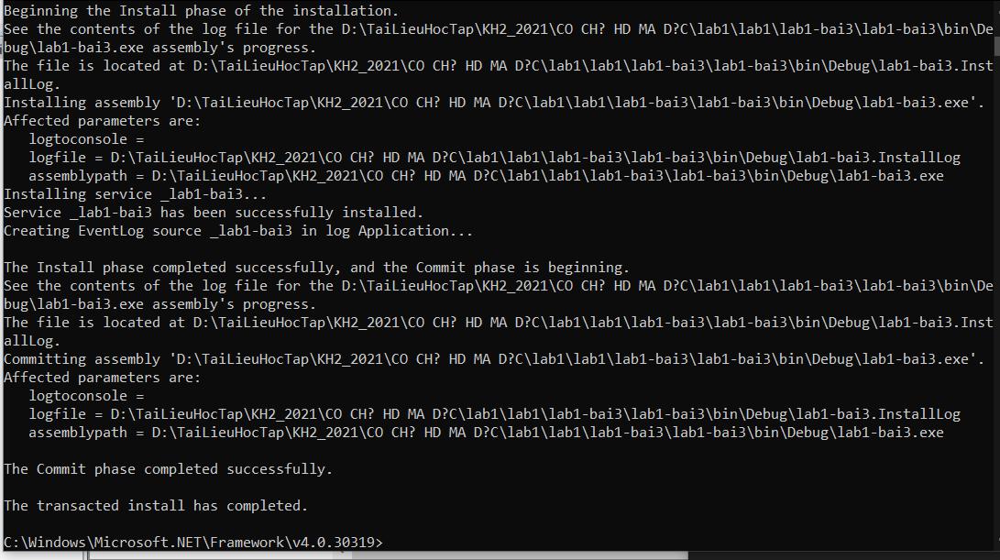 Beginning the Install phase of the installation.
See the contents of the log file for the D:\TaiLieuHocTap\KH2_2021\CO CH? HD MA D?C\lab1\lab1\lab1-bai3\lab1-bai3\bin\De
bug\lab1-bai3.exe assembly's progress.
The file is located at D:\TaiLieuHocTap\KH2_2021\CO CH? HD MA D?C\lab1\lab1\lab1-bai3\lab1-bai3\bin\Debug\lab1-bai3.Inst
allLog.
Installing assembly 'D:\TaiLieuHocTap\KH2_2021\CO CH? HD MA D?C\lab1\lab1\lab1-bai3\lab1-bai3\bin\Debug\lab1-bai3.exe'.
Affected parameters are:
   logtoconsole =
   logfile = D:\TaiLieuHocTap\KH2_2021\CO CH? HD MA D?C\lab1\lab1\lab1-bai3\lab1-bai3\bin\Debug\lab1-bai3.InstallLog
   assemblypath = D:\TaiLieuHocTap\KH2_2021\CO CH? HD MA D?C\lab1\lab1\lab1-bai3\lab1-bai3\bin\Debug\lab1-bai3.exe
Installing service _lab1-bai3...
Service _lab1-bai3 has been successfully installed.
Creating EventLog source _lab1-bai3 in log Application...

The Install phase completed successfully, and the Commit phase is beginning.
See the contents of the log file for the D:\TaiLieuHocTap\KH2_2021\CO CH? HD MA D?C\lab1\lab1\lab1-bai3\lab1-bai3\bin\De
bug\lab1-bai3.exe assembly's progress.
The file is located at D:\TaiLieuHocTap\KH2_2021\CO CH? HD MA D?C\lab1\lab1\lab1-bai3\lab1-bai3\bin\Debug\lab1-bai3.Inst
allLog.
Committing assembly 'D:\TaiLieuHocTap\KH2_2021\CO CH? HD MA D?C\lab1\lab1\lab1-bai3\lab1-bai3\bin\Debug\lab1-bai3.exe'.
Affected parameters are:
   logtoconsole =
   logfile = D:\TaiLieuHocTap\KH2_2021\CO CH? HD MA D?C\lab1\lab1\lab1-bai3\lab1-bai3\bin\Debug\lab1-bai3.InstallLog
   assemblypath = D:\TaiLieuHocTap\KH2_2021\CO CH? HD MA D?C\lab1\lab1\lab1-bai3\lab1-bai3\bin\Debug\lab1-bai3.exe

The Commit phase completed successfully.

The transacted install has completed.

C:\Windows\Microsoft.NET\Framework\v4.0.30319>